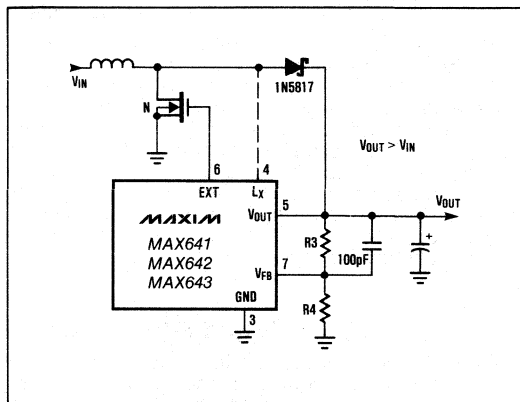 VIN
1N5817
N
VOUT > VIN
6
4
EXT
LX
5
VOUT
VOUT
MAXIM
MAX641
MAX642
MAX643
R3
100pF
+
7
VFB
GND
R4
3